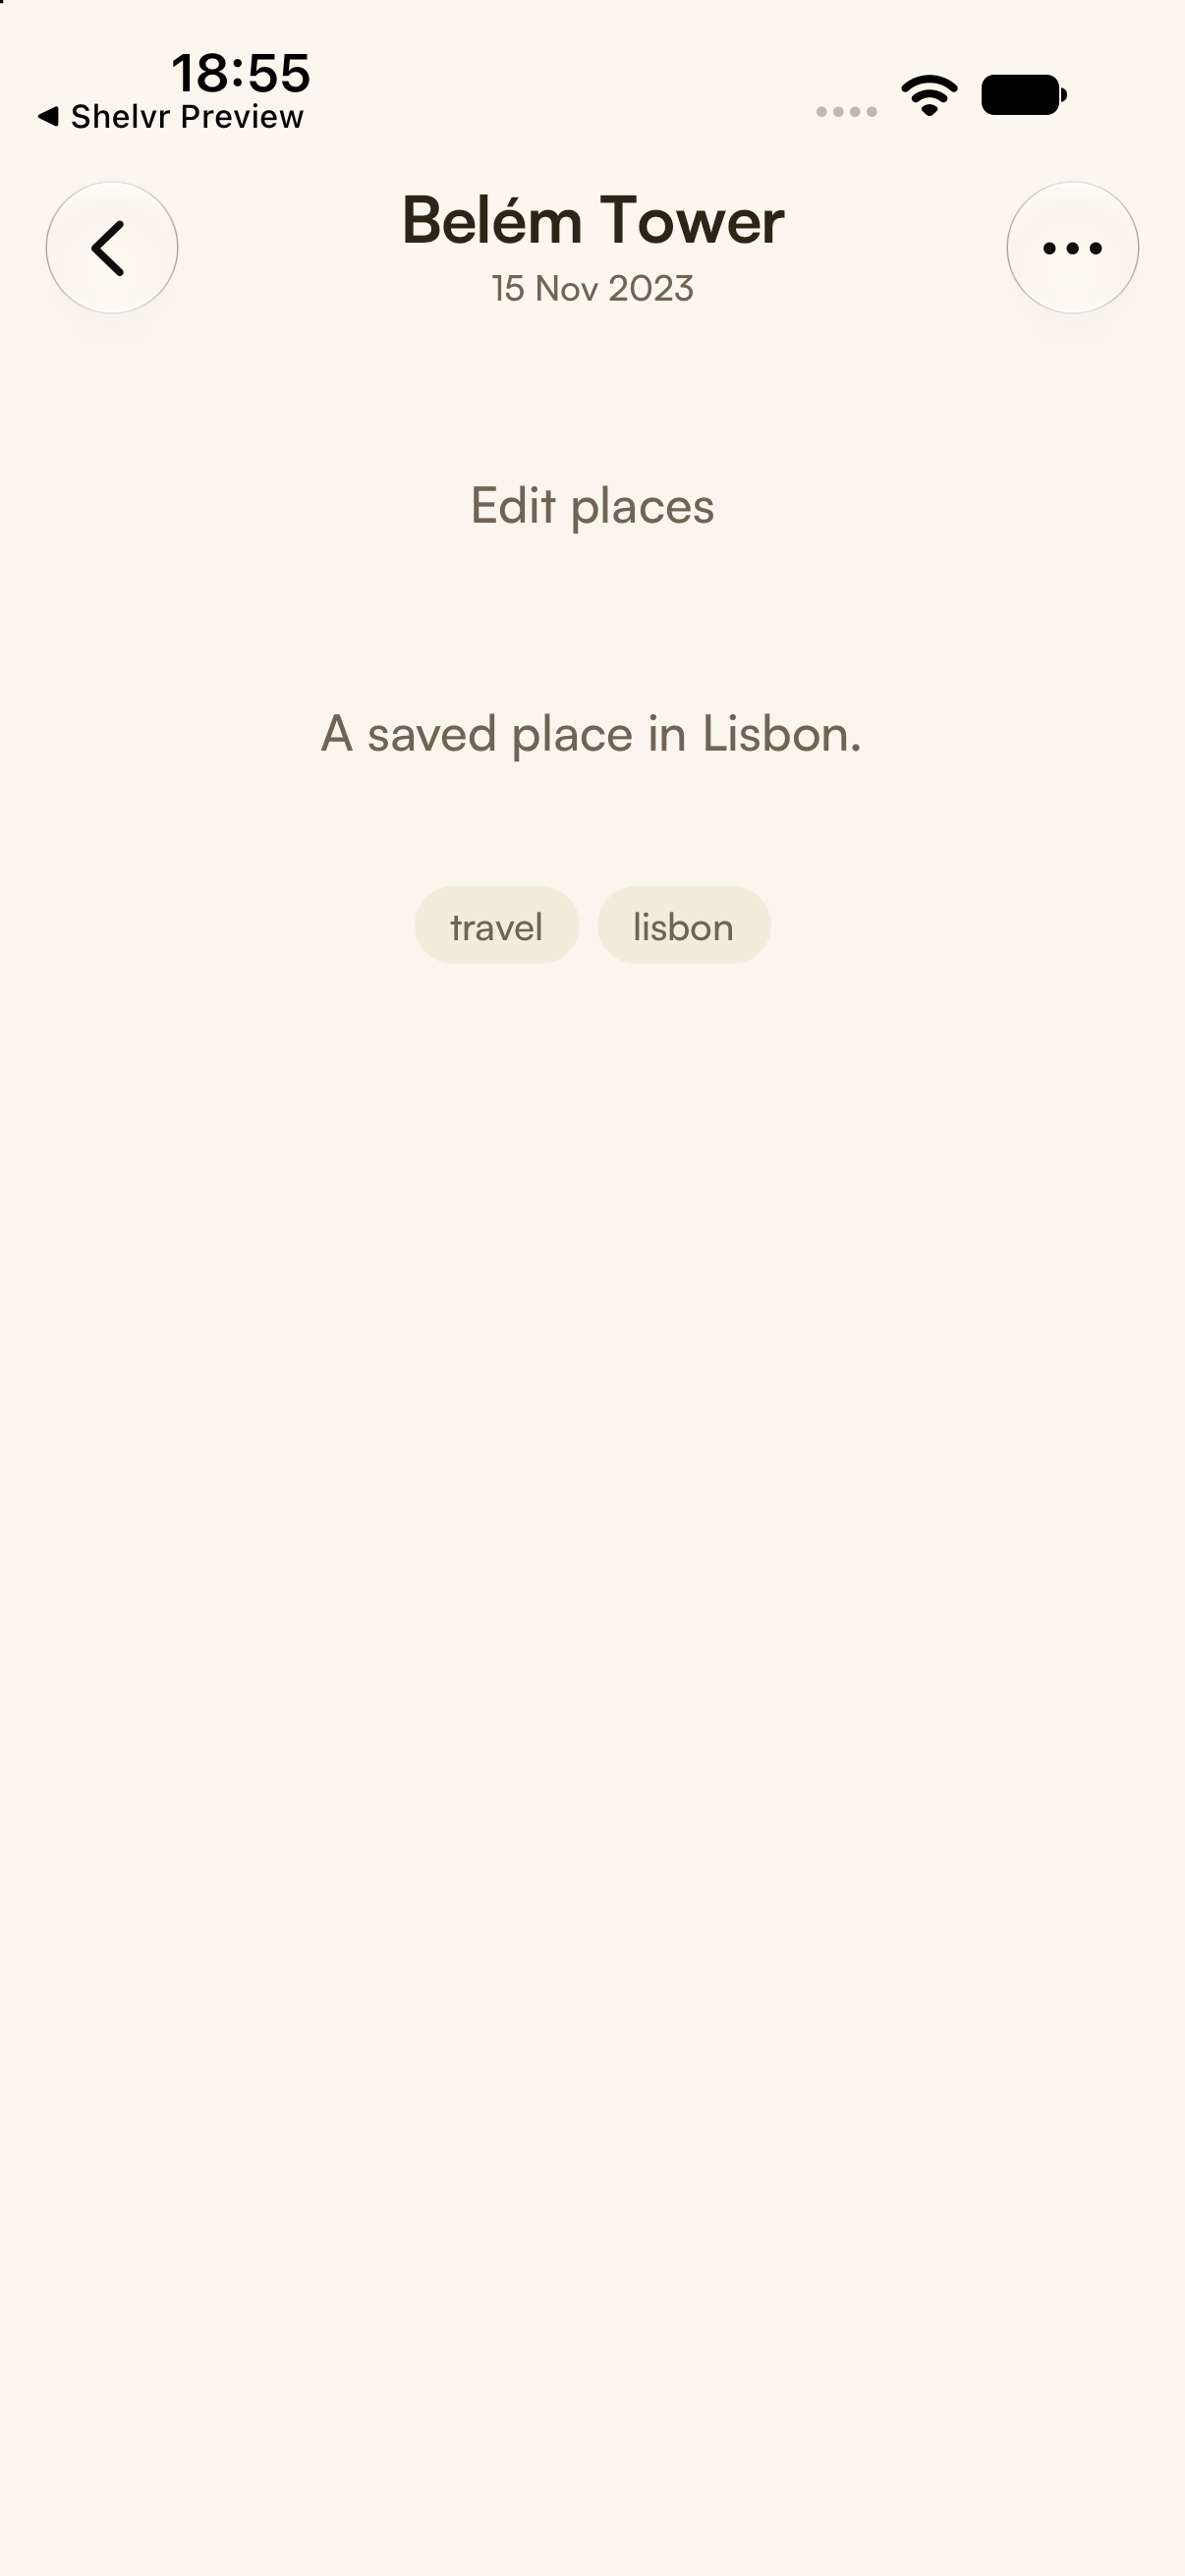 18:55
◀ Shelvr Preview
Belém Tower
15 Nov 2023
Edit places
A saved place in Lisbon.
travel lisbon